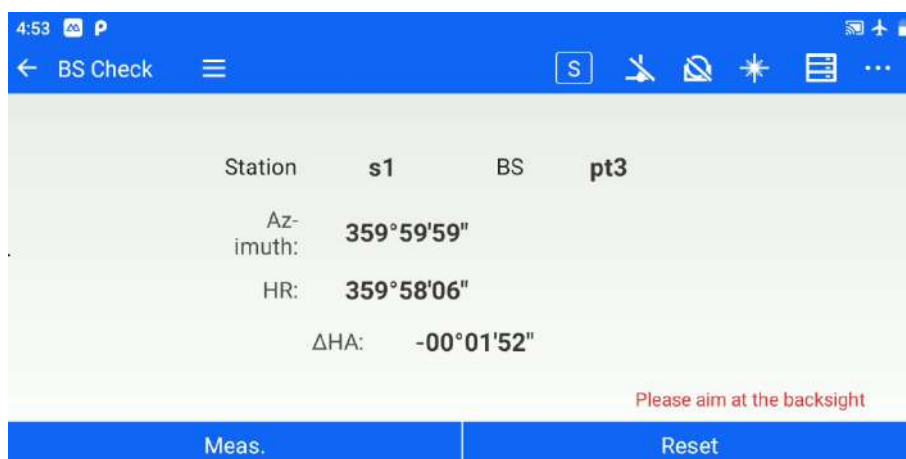 4:53
BS Check
S
Station s1 BS pt3
Az-
imuth: 359°59'59"
HR: 359°58'06"
ΔHA: -00°01'52"
Please aim at the backsight
Meas. Reset